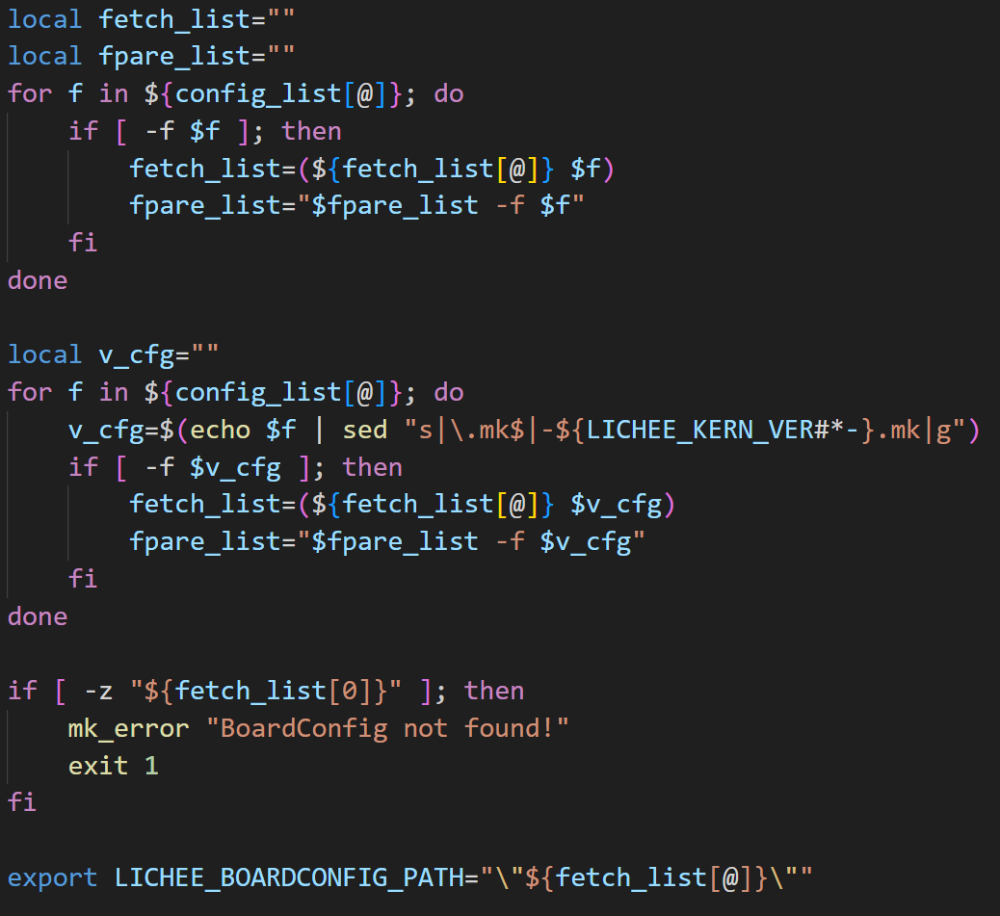 local fetch_list=""
local fpare_list=""
for f in ${config_list[@]}; do
    if [ -f $f ]; then
        fetch_list=(${fetch_list[@]} $f)
        fpare_list="$fpare_list -f $f"
    fi
done

local v_cfg=""
for f in ${config_list[@]}; do
    v_cfg=$(echo $f | sed "s|\.mk$|-${LICHEE_KERN_VER#*-}.mk|g")
    if [ -f $v_cfg ]; then
        fetch_list=(${fetch_list[@]} $v_cfg)
        fpare_list="$fpare_list -f $v_cfg"
    fi
done

if [ -z "${fetch_list[0]}" ]; then
    mk_error "BoardConfig not found!"
    exit 1
fi

export LICHEE_BOARDCONFIG_PATH="\"${fetch_list[@]}\""